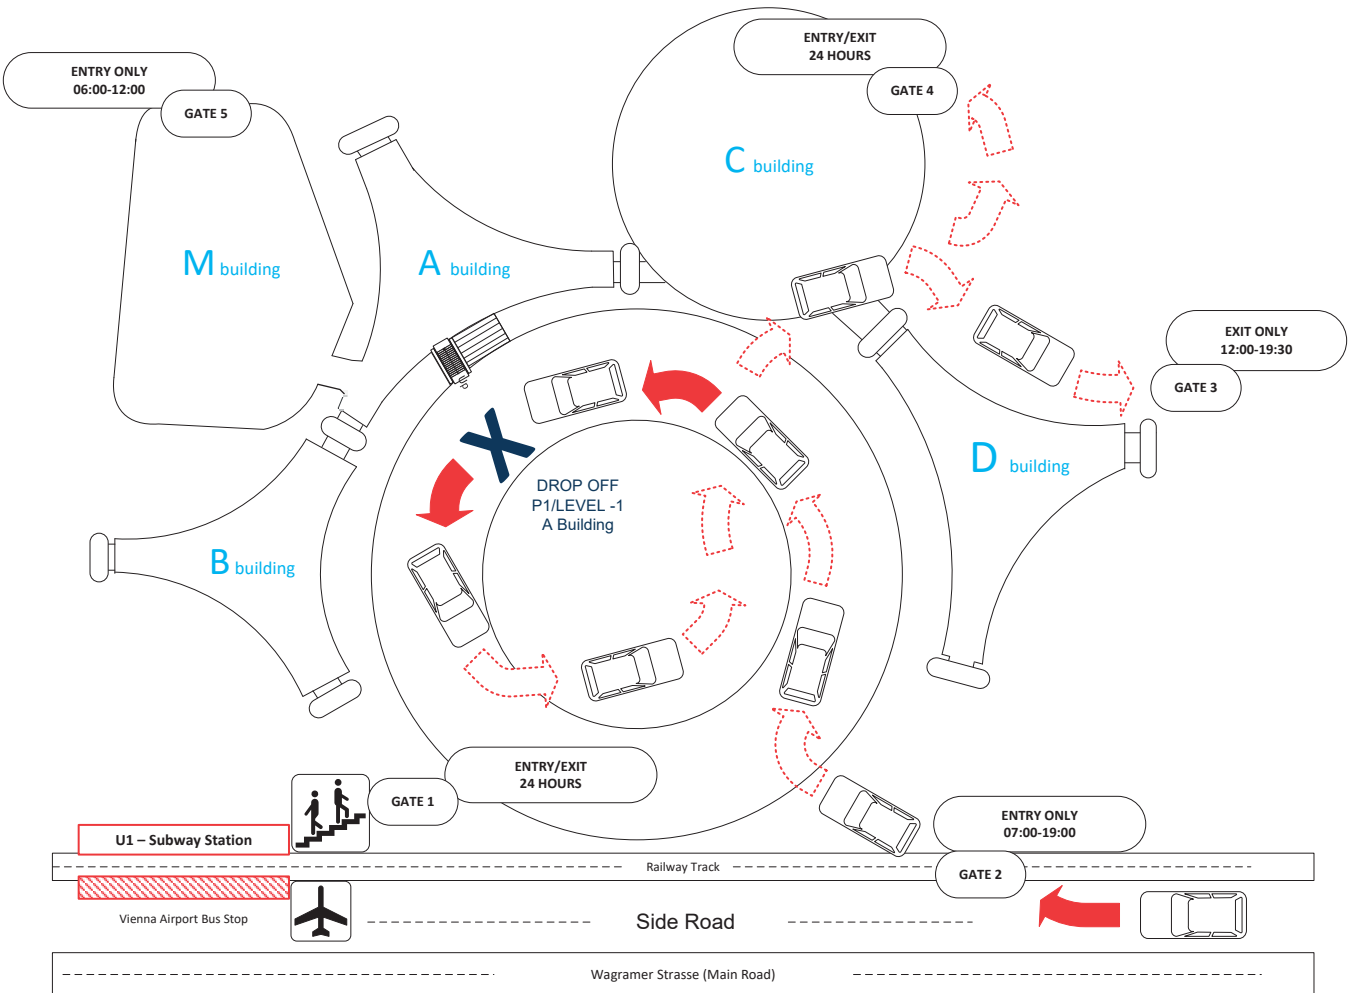 ENTRY/EXIT
24 HOURS
GATE 4
ENTRY ONLY
06:00-12:00
GATE 5
C building
M building
A building
EXIT ONLY
12:00-19:30
GATE 3
D building
DROP OFF
P1/LEVEL -1
A Building
B building
ENTRY/EXIT
24 HOURS
GATE 1
ENTRY ONLY
07:00-19:00
GATE 2
U1 – Subway Station
Railway Track
Vienna Airport Bus Stop
Side Road
Wagramer Strasse (Main Road)